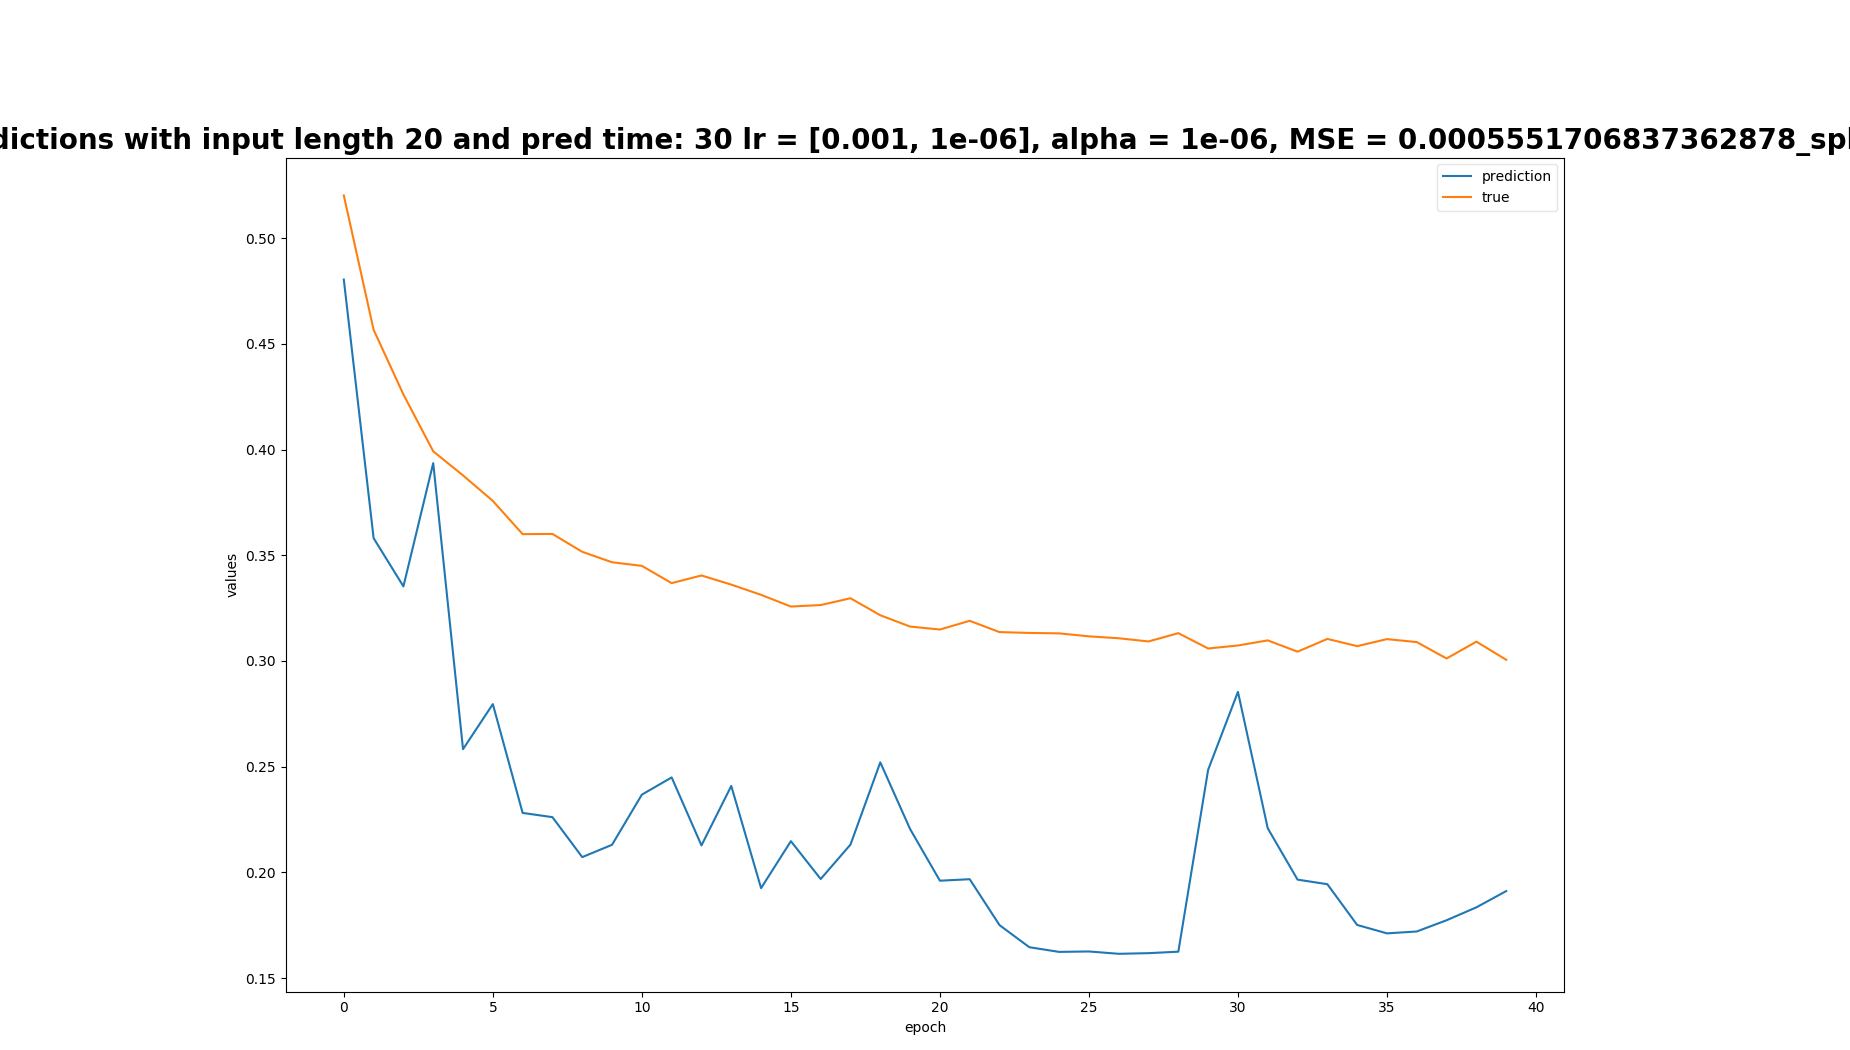 dictions with input length 20 and pred time: 30 lr = [0.001, 1e-06], alpha = 1e-06, MSE = 0.0005551706837362878_spl
prediction
true
0.50
0.45
0.40
0.35
0.30
0.25
0.20
0.15
values
0 5 10 15 20 25 30 35 40
epoch